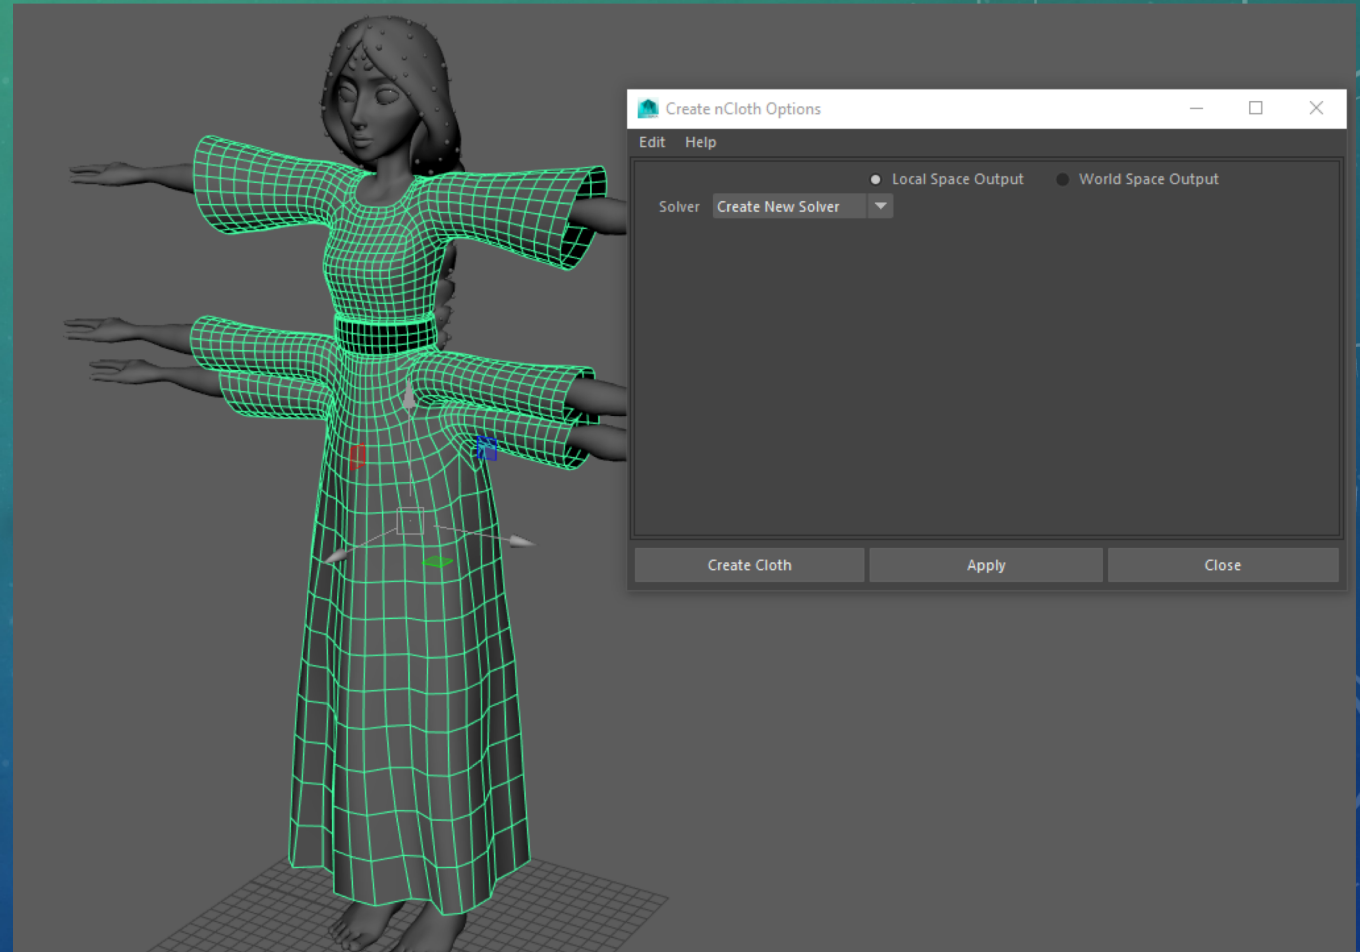 Create nCloth Options
Edit Help
Local Space Output World Space Output
Solver Create New Solver
Create Cloth Apply Close